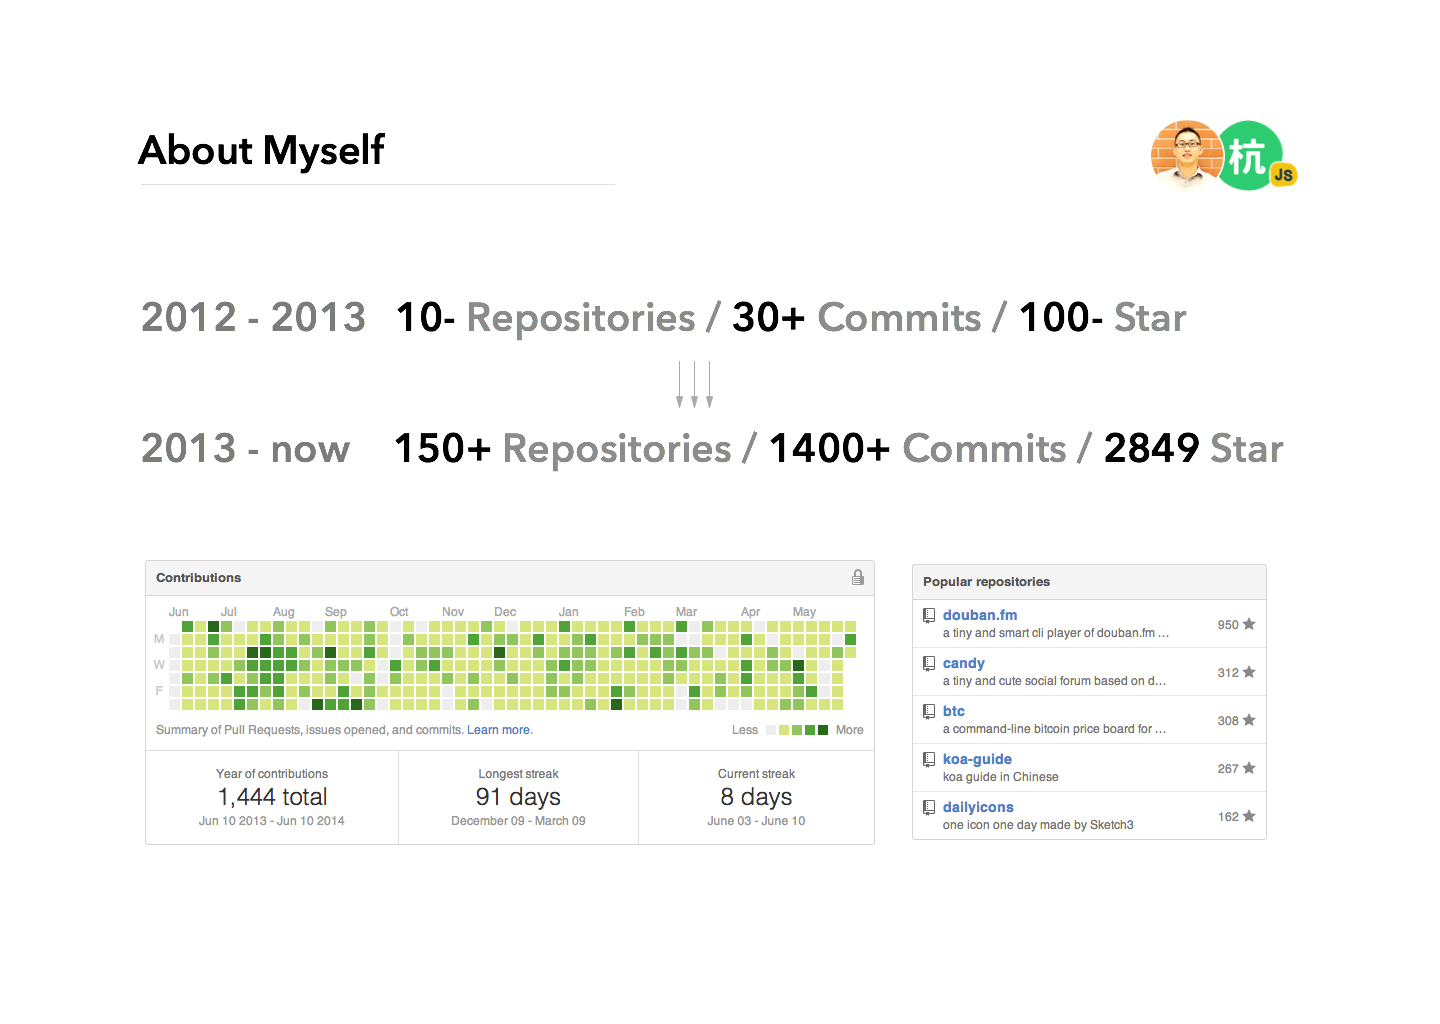 About Myself
杭
JS
2012 - 2013 10- Repositories / 30+ Commits / 100- Star
2013 - now 150+ Repositories / 1400+ Commits / 2849 Star
Contributions
Jun Jul Aug Sep Oct Nov Dec Jan Feb Mar Apr May
M
W
F
Summary of Pull Requests, issues opened, and commits. Learn more.
Less More
Year of contributions
1,444 total
Jun 10 2013 - Jun 10 2014
Longest streak
91 days
December 09 - March 09
Current streak
8 days
June 03 - June 10
Popular repositories
douban.fm
a tiny and smart cli player of douban.fm ...
950
candy
a tiny and cute social forum based on d...
312
btc
a command-line bitcoin price board for ...
308
koa-guide
koa guide in Chinese
267
dailyicons
one icon one day made by Sketch3
162